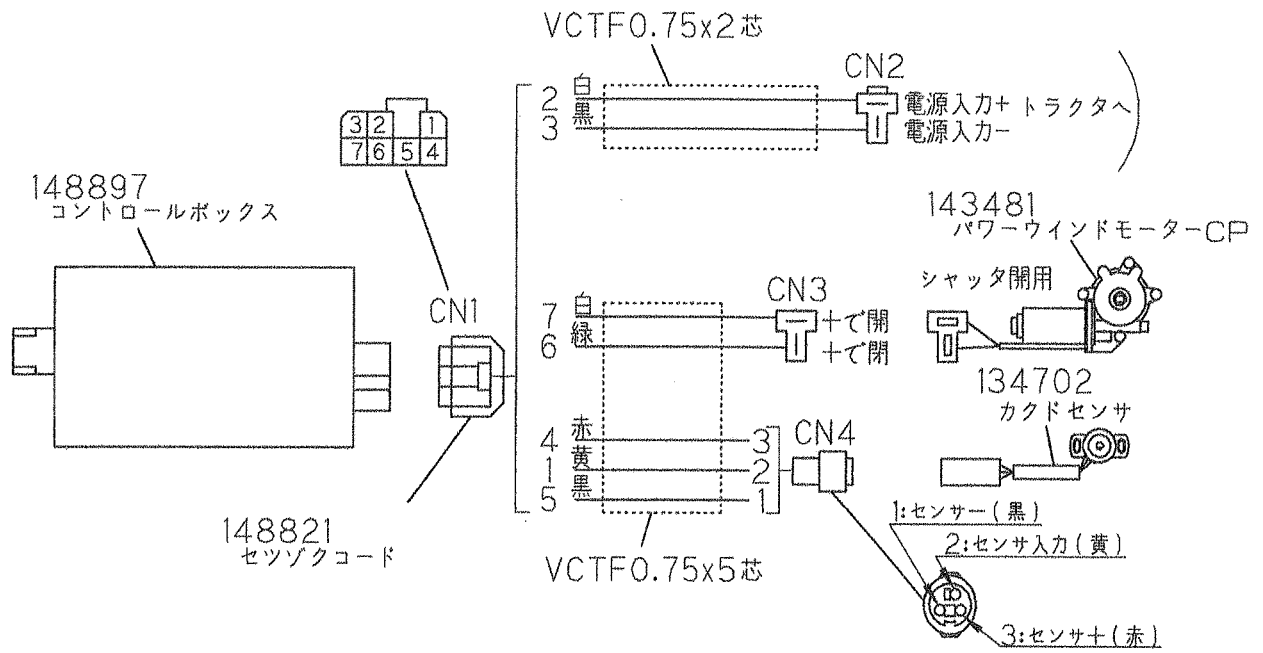 VCTF0.75x2芯
CN2
2 白
3 黒
電源入力+ トラクタへ
電源入力-
3 2 1
7 6 5 4
148897
コントロールボックス
CN1
143481
パワーウインドモーターCP
シャッタ開用
7 白
6 緑
CN3
+で開
+で閉
134702
カクドセンサ
4 赤 3
1 黄 2
5 黒 1
CN4
148821
セツゾクコード
VCTF0.75x5芯
1:センサー(黒)
2:センサ入力(黄)
3:センサ+(赤)